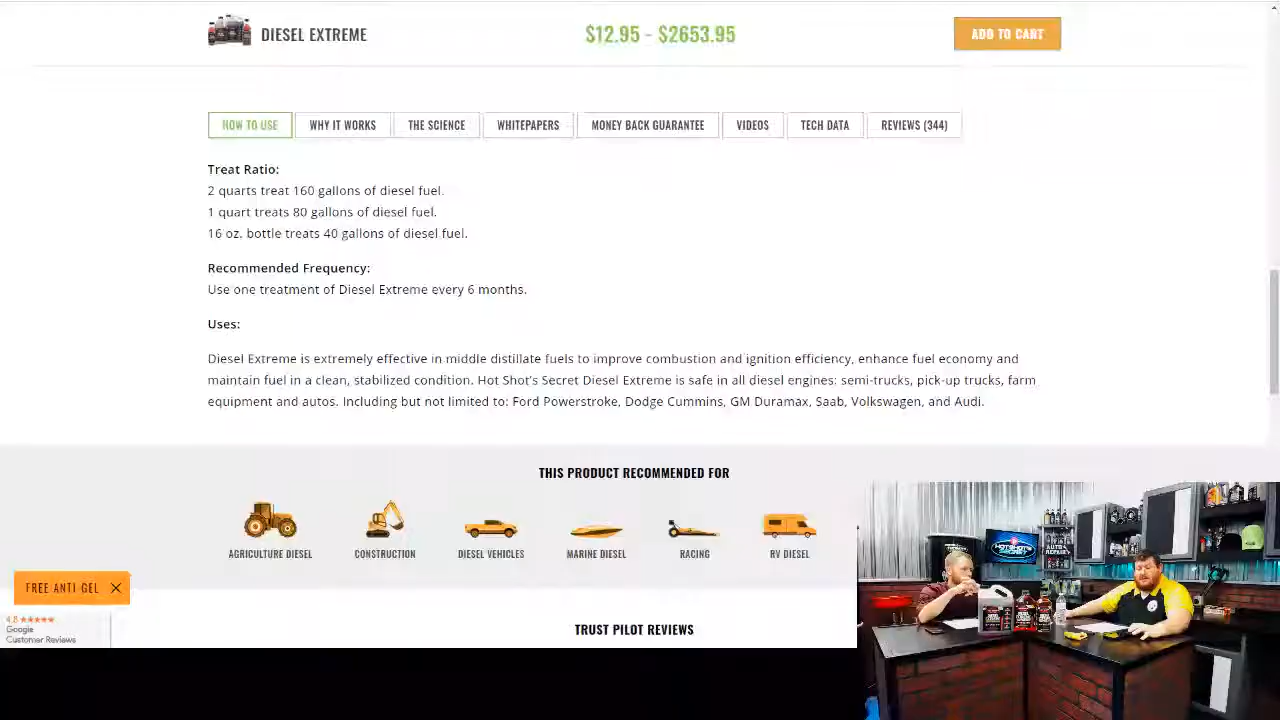 DIESEL EXTREME
$12.95 - $2653.95
ADD TO CART
HOW TO USE
WHY IT WORKS
THE SCIENCE
WHITEPAPERS
MONEY BACK GUARANTEE
VIDEOS
TECH DATA
REVIEWS (344)
Treat Ratio:
2 quarts treat 160 gallons of diesel fuel.
1 quart treats 80 gallons of diesel fuel.
16 oz. bottle treats 40 gallons of diesel fuel.
Recommended Frequency:
Use one treatment of Diesel Extreme every 6 months.
Uses:
Diesel Extreme is extremely effective in middle distillate fuels to improve combustion and ignition efficiency, enhance fuel economy and
maintain fuel in a clean, stabilized condition. Hot Shot's Secret Diesel Extreme is safe in all diesel engines: semi-trucks, pick-up trucks, farm
equipment and autos. Including but not limited to: Ford Powerstroke, Dodge Cummins, GM Duramax, Saab, Volkswagen, and Audi.
THIS PRODUCT RECOMMENDED FOR
AGRICULTURE DIESEL
CONSTRUCTION
DIESEL VEHICLES
MARINE DIESEL
RACING
RV DIESEL
FREE ANTI GEL
4.8
Google
Customer Reviews
TRUST PILOT REVIEWS
HOT SHOT'S
SECRET
AUTO
REPAIR